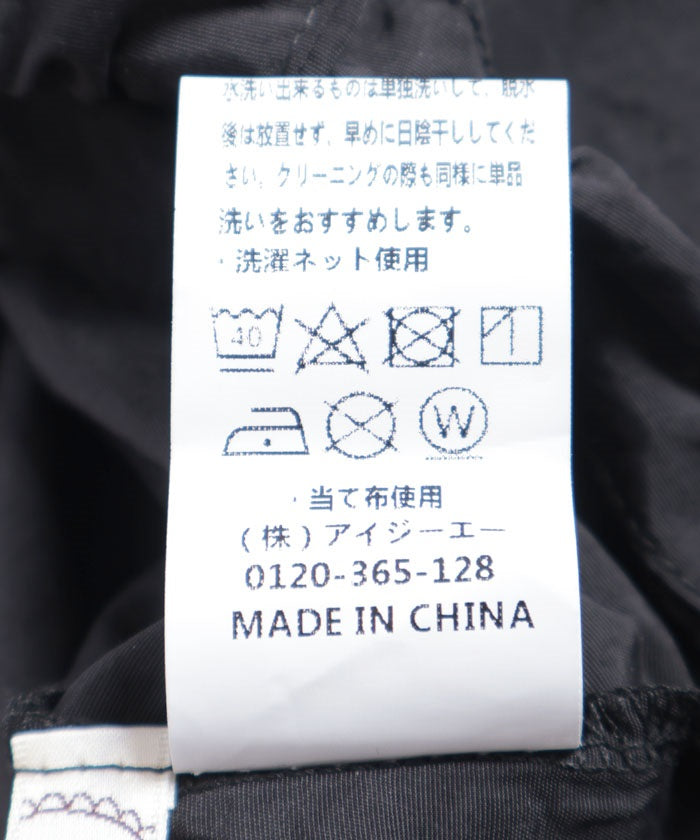 水洗い出来るものは単独洗いして、脱水
後は放置せず、早めに日陰干ししてくだ
さい。クリーニングの際も同様に単品
洗いをおすすめします。
・洗濯ネット使用
40
W
・当て布使用
(株)アイジーエー
0120-365-128
MADE IN CHINA